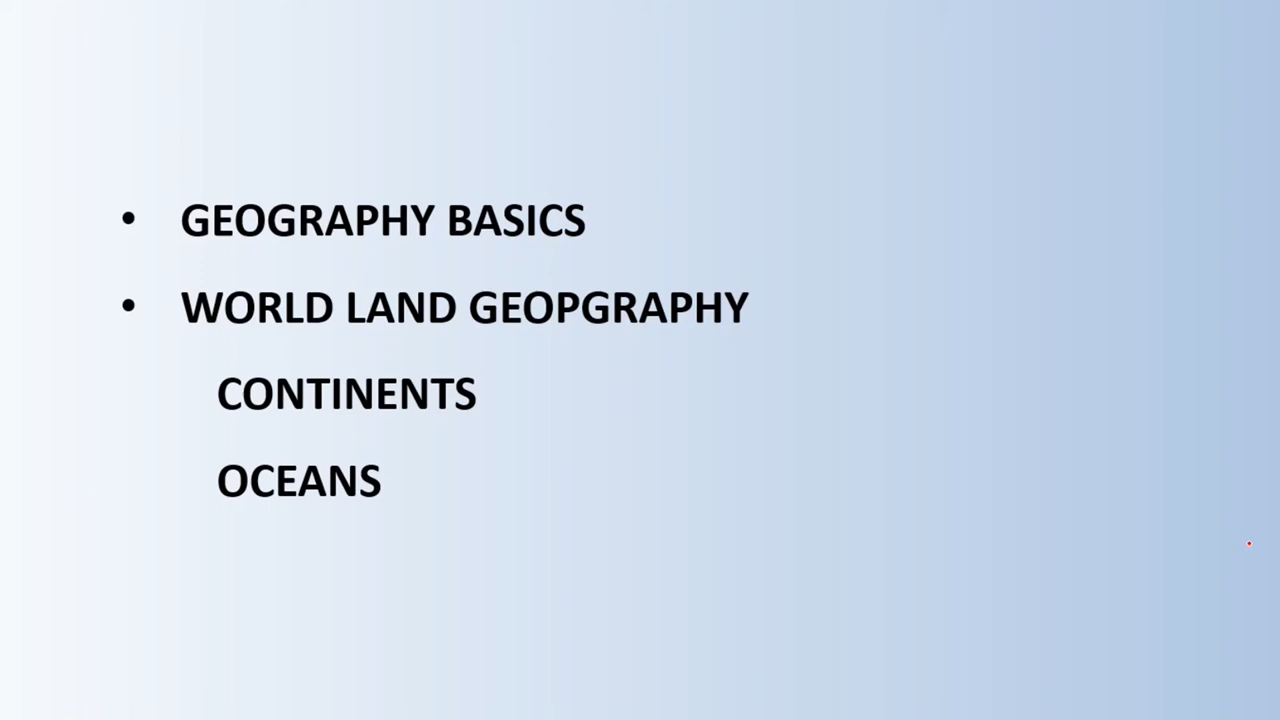 • GEOGRAPHY BASICS
• WORLD LAND GEOPGRAPHY
CONTINENTS
OCEANS